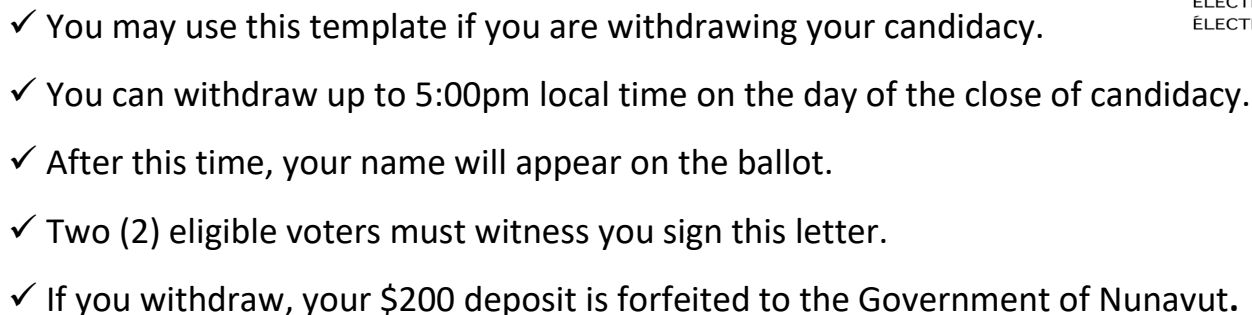 ✓ You may use this template if you are withdrawing your candidacy.
✓ You can withdraw up to 5:00pm local time on the day of the close of candidacy.
✓ After this time, your name will appear on the ballot.
✓ Two (2) eligible voters must witness you sign this letter.
✓ If you withdraw, your $200 deposit is forfeited to the Government of Nunavut.